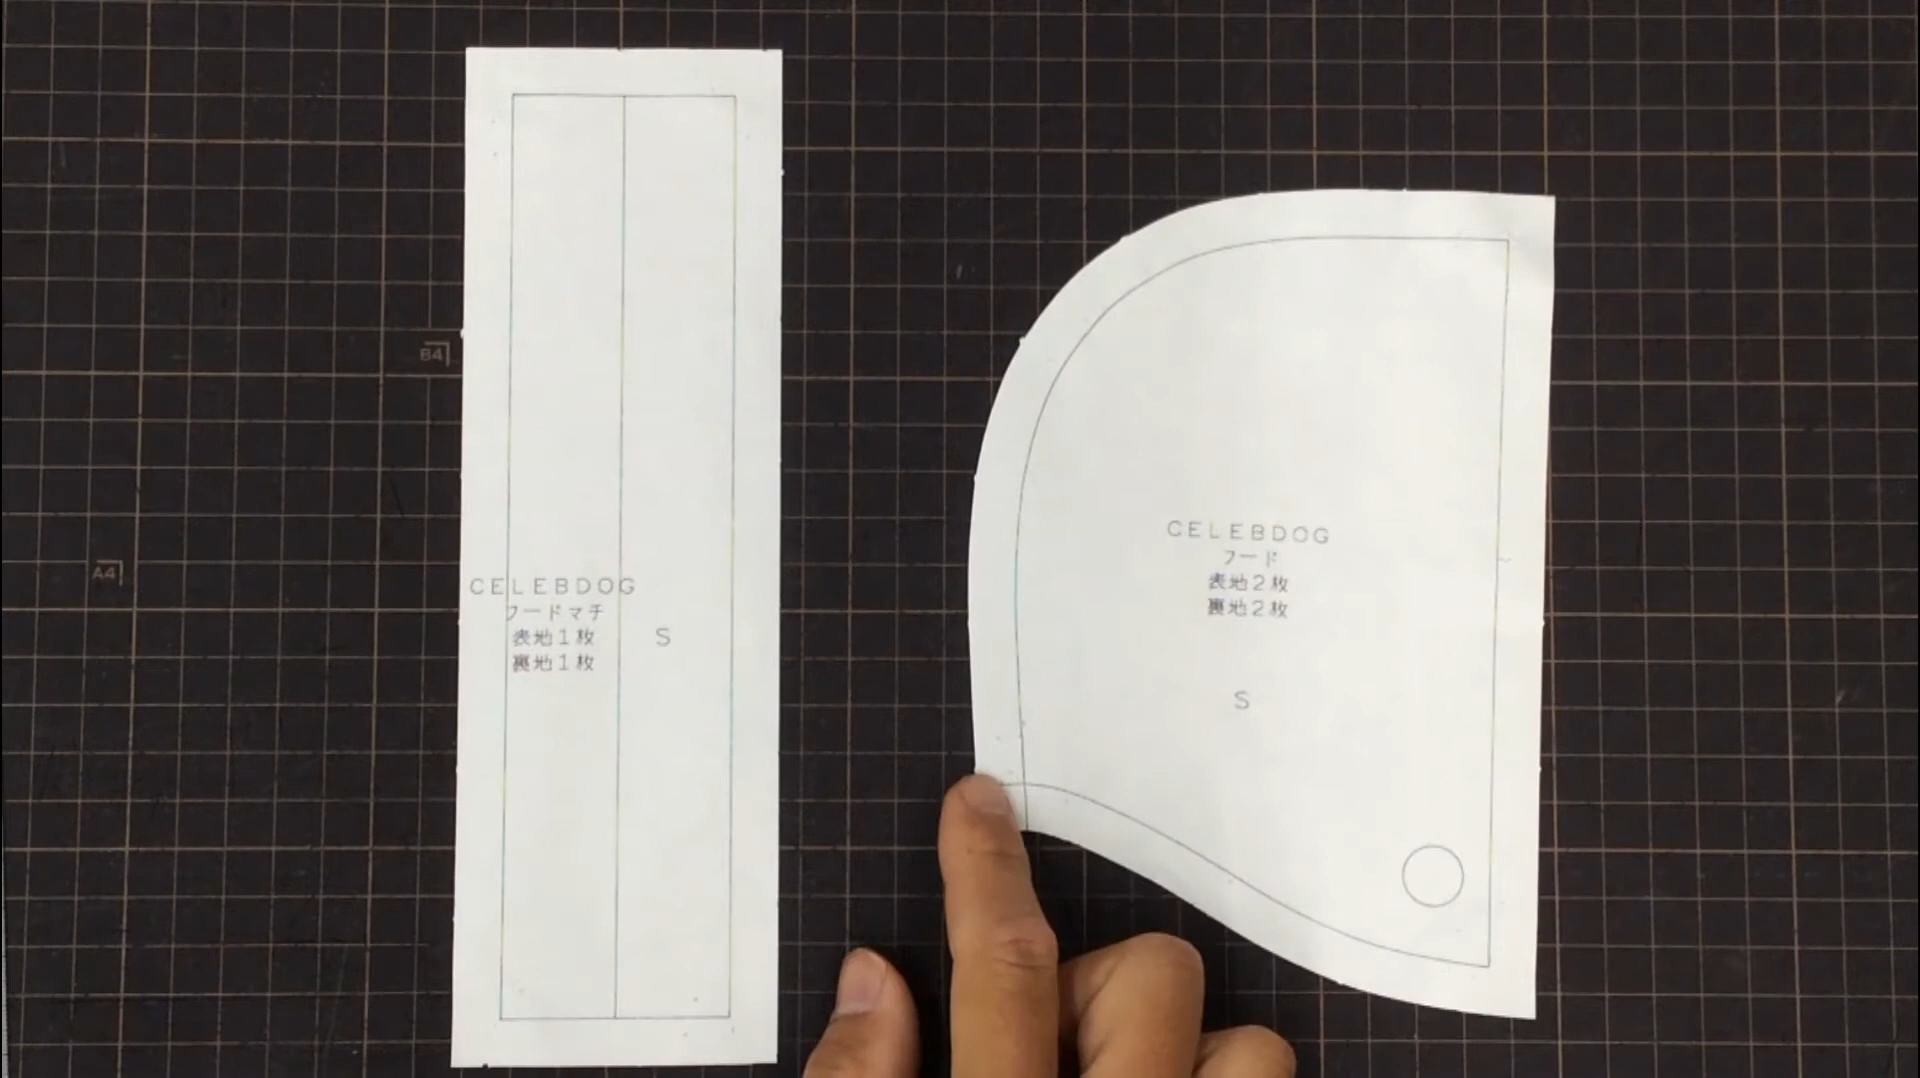 B4
A4
CELEBDOG
フードマチ
表地1枚
裏地1枚
S
CELEBDOG
フード
表地2枚
裏地2枚
S